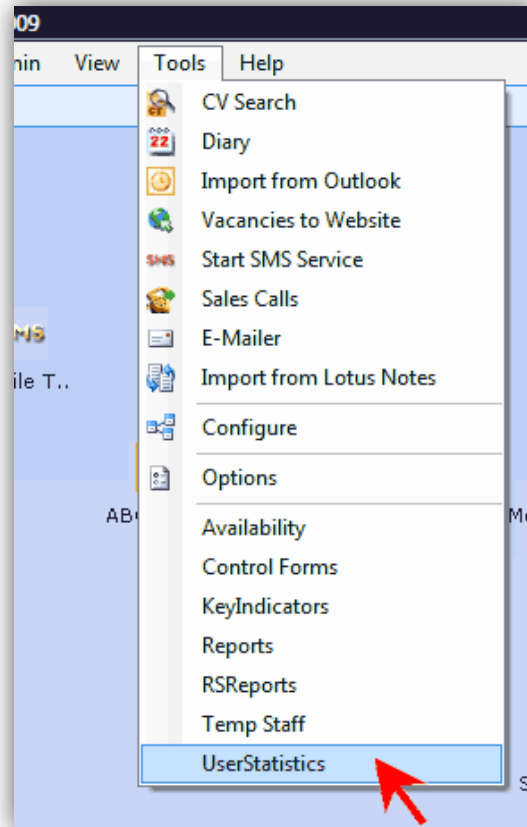 009
nin View Tools Help
CV Search
22 Diary
Import from Outlook
Vacancies to Website
SMS Start SMS Service
Sales Calls
E-Mailer
MS
Import from Lotus Notes
ile T..
Configure
Options
AB
Availability
M
Control Forms
KeyIndicators
Reports
RSReports
Temp Staff
UserStatistics
S